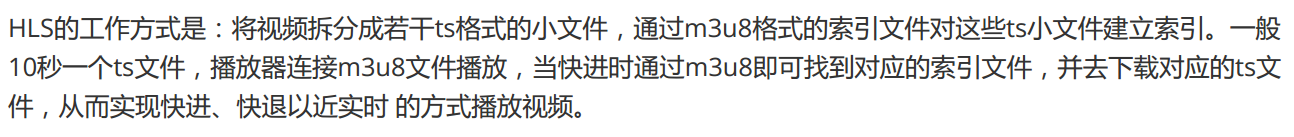 HLS的工作方式是：将视频拆分成若干ts格式的小文件，通过m3u8格式的索引文件对这些ts小文件建立索引。一般
10秒一个ts文件，播放器连接m3u8文件播放，当快进时通过m3u8即可找到对应的索引文件，并去下载对应的ts文
件，从而实现快进、快退以近实时 的方式播放视频。